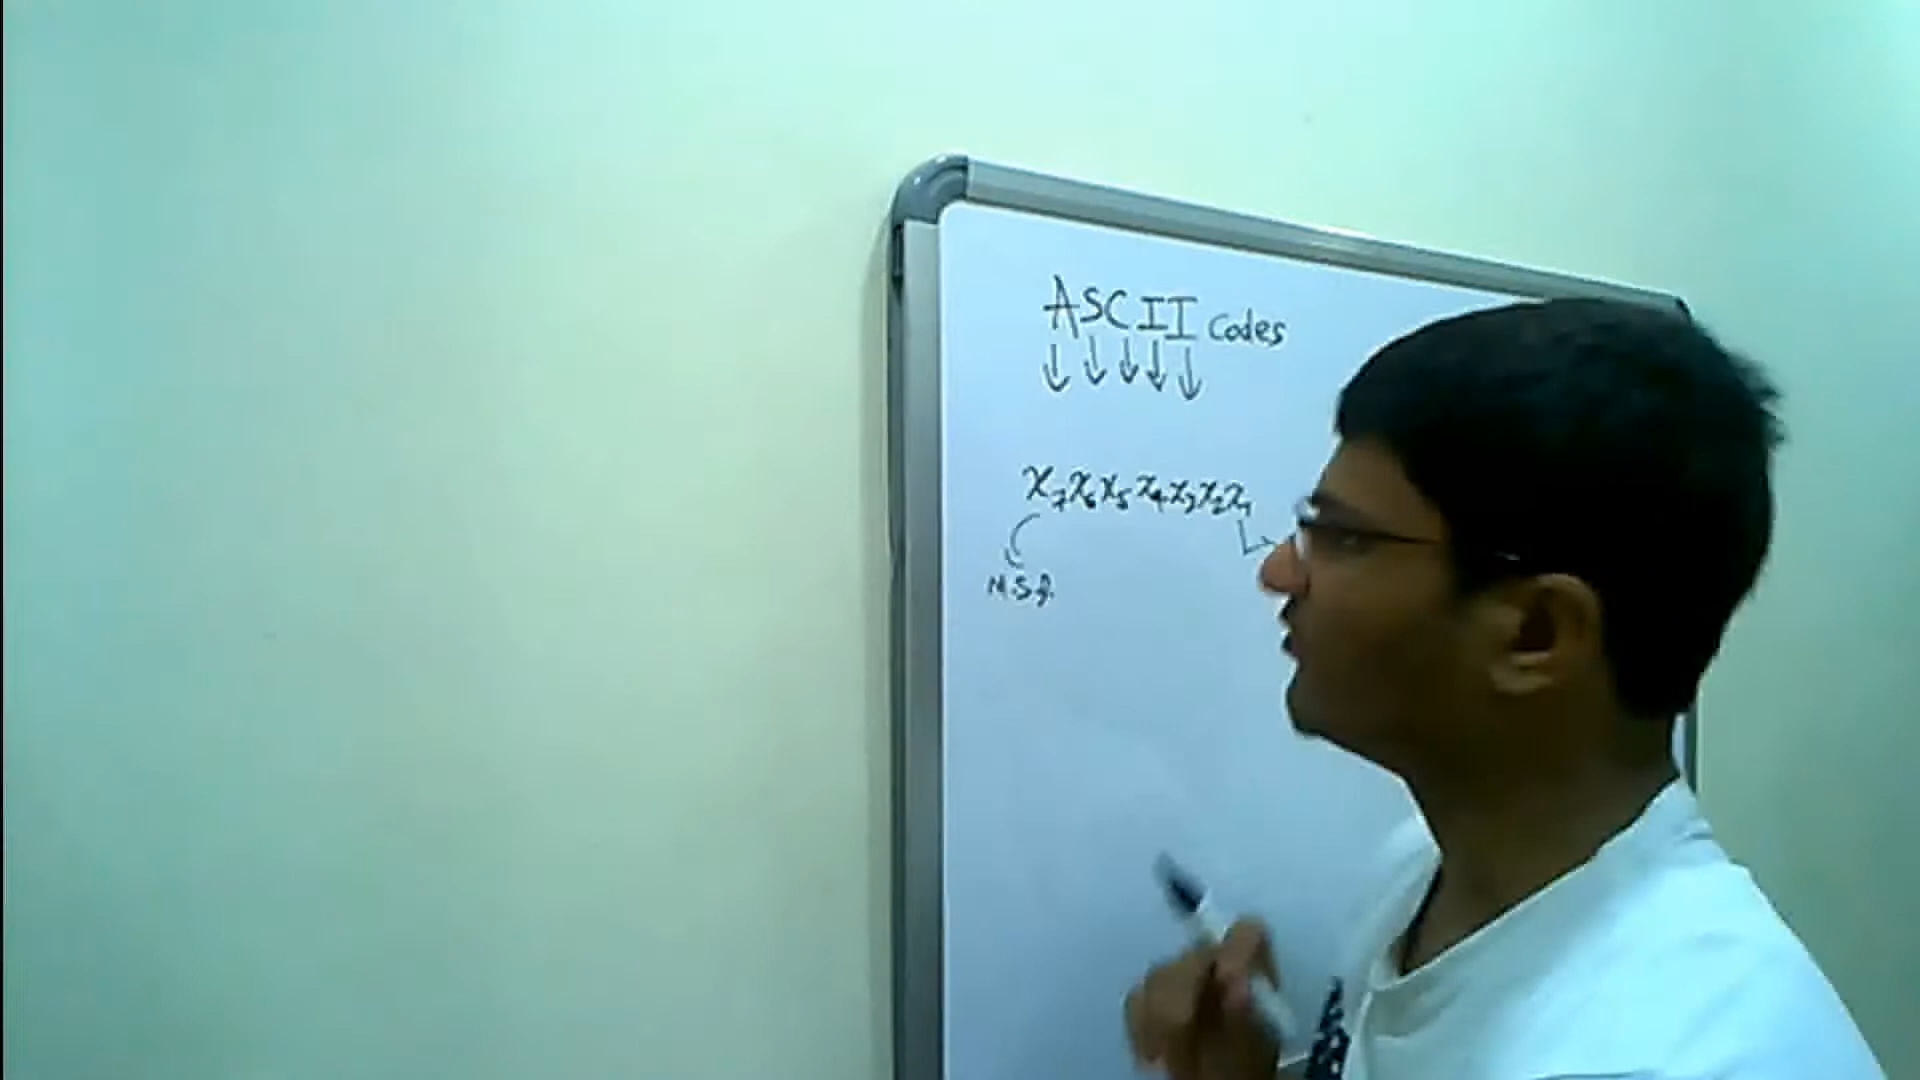 ASCII Codes
x₇x₆x₅x₄x₃x₂x₁
M.S.B.